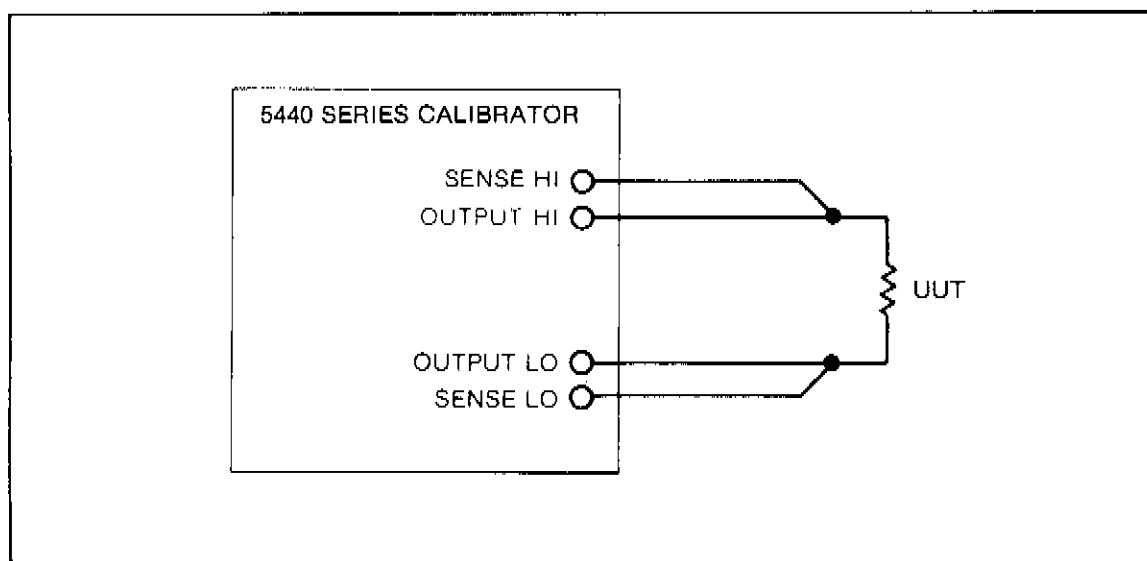 5440 SERIES CALIBRATOR
SENSE HI
OUTPUT HI
UUT
OUTPUT LO
SENSE LO